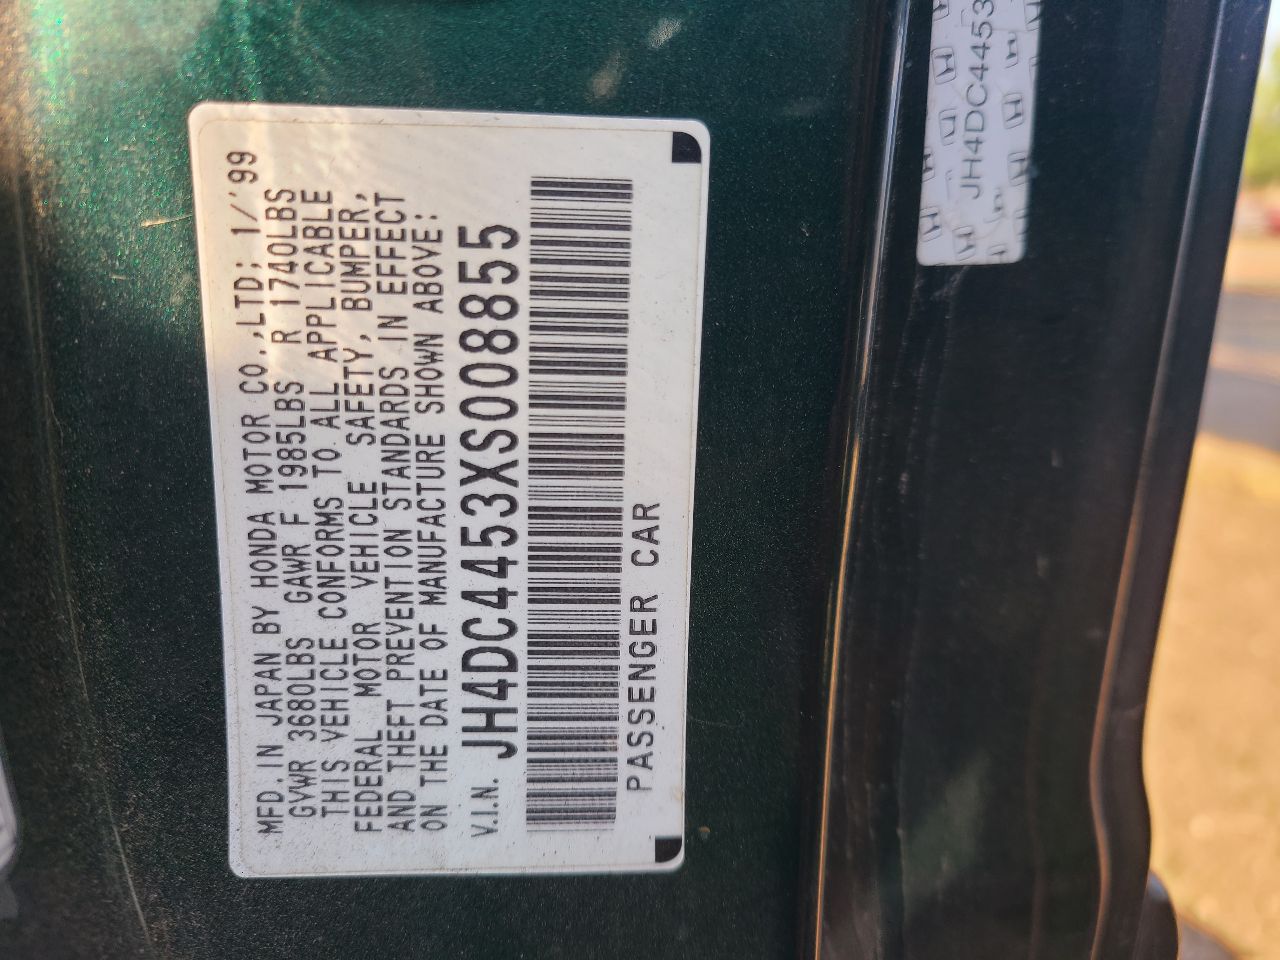 MFD. IN JAPAN BY HONDA MOTOR CO.,LTD: 1/'99
GVWR 3680LBS GAWR F 1985LBS R 1740LBS
THIS VEHICLE CONFORMS TO ALL APPLICABLE
FEDERAL MOTOR VEHICLE SAFETY, BUMPER,
AND THEFT PREVENTION STANDARDS IN EFFECT
ON THE DATE OF MANUFACTURE SHOWN ABOVE:
V.I.N. JH4DC4453XS008855
PASSENGER CAR
JH4DC4453